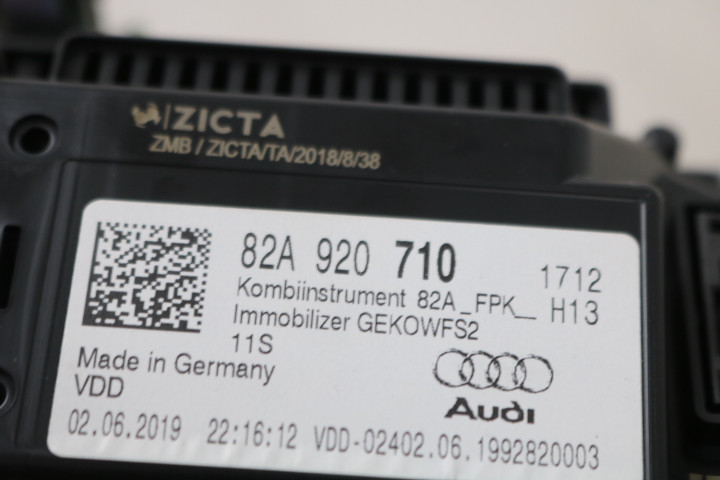 ZICTA
ZMB / ZICTA/TA/2018/8/38
82A 920 710 1712
Kombiinstrument 82A_FPK_ H13
Immobilizer GEKOWFS2
11S
Made in Germany
VDD
Audi
02.06.2019 22:16:12 VDD-02402.06.1992820003